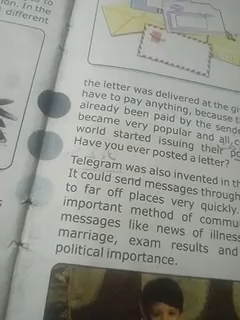 on. In the
different
the letter was delivered at the
have to pay anything, because
already been paid by the sende
became very popular and all
world started issuing their
Have you ever posted a letter?
Telegram was also invented in th
It could send messages through
to far off places very quickly.
important method of commu
messages like news of illnes
marriage, exam results and
political importance.